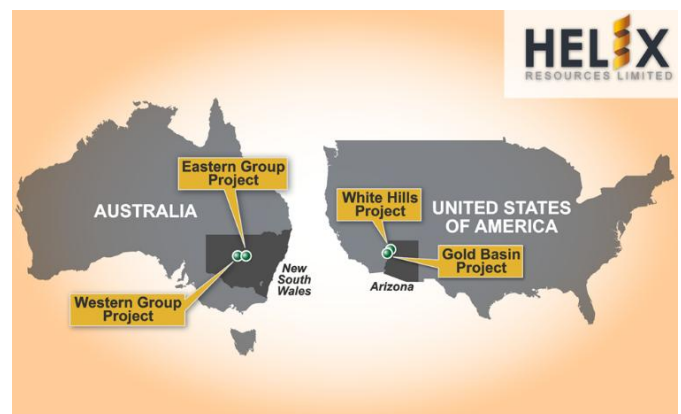 HELIX
RESOURCES LIMITED
Eastern Group
Project
AUSTRALIA
White Hills
Project
UNITED STATES
OF AMERICA
Gold Basin
Project
New
South
Wales
Arizona
Western Group
Project